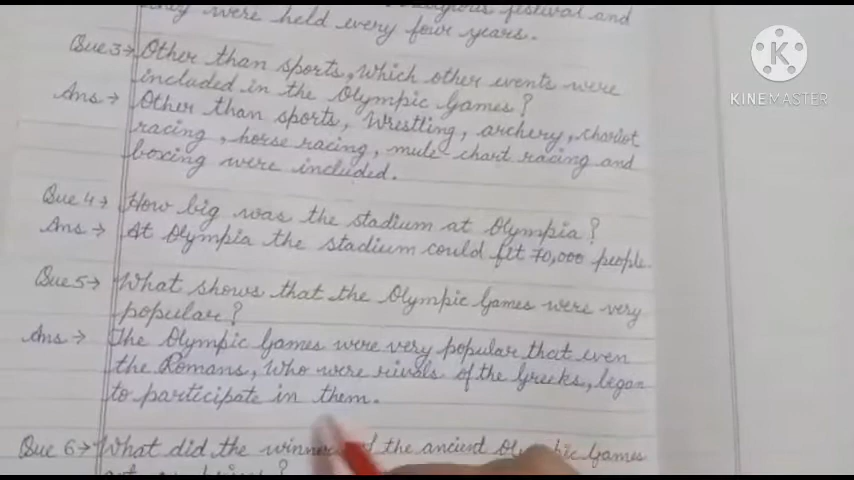 they were held every four years.
Que 3→ Other than sports, which other events were
included in the Olympic Games?
Ans → Other than sports, Wrestling, archery, chariot
racing, horse racing, mule-chart racing and
boxing were included.
Que 4→ How big was the stadium at Olympia?
Ans → At Olympia the stadium could fit 70,000 people.
Que 5→ What shows that the Olympic Games were very
popular?
Ans → The Olympic Games were very popular that even
the Romans, Who were rivals of the Greeks, began
to participate in them.
Que 6→ What did the winner of the ancient Olympic Games
KINEMASTER